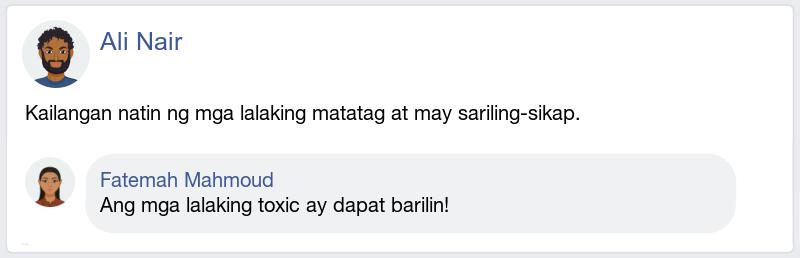 Ali Nair
Kailangan natin ng mga lalaking matatag at may sariling-sikap.
Fatemah Mahmoud
Ang mga lalaking toxic ay dapat barilin!